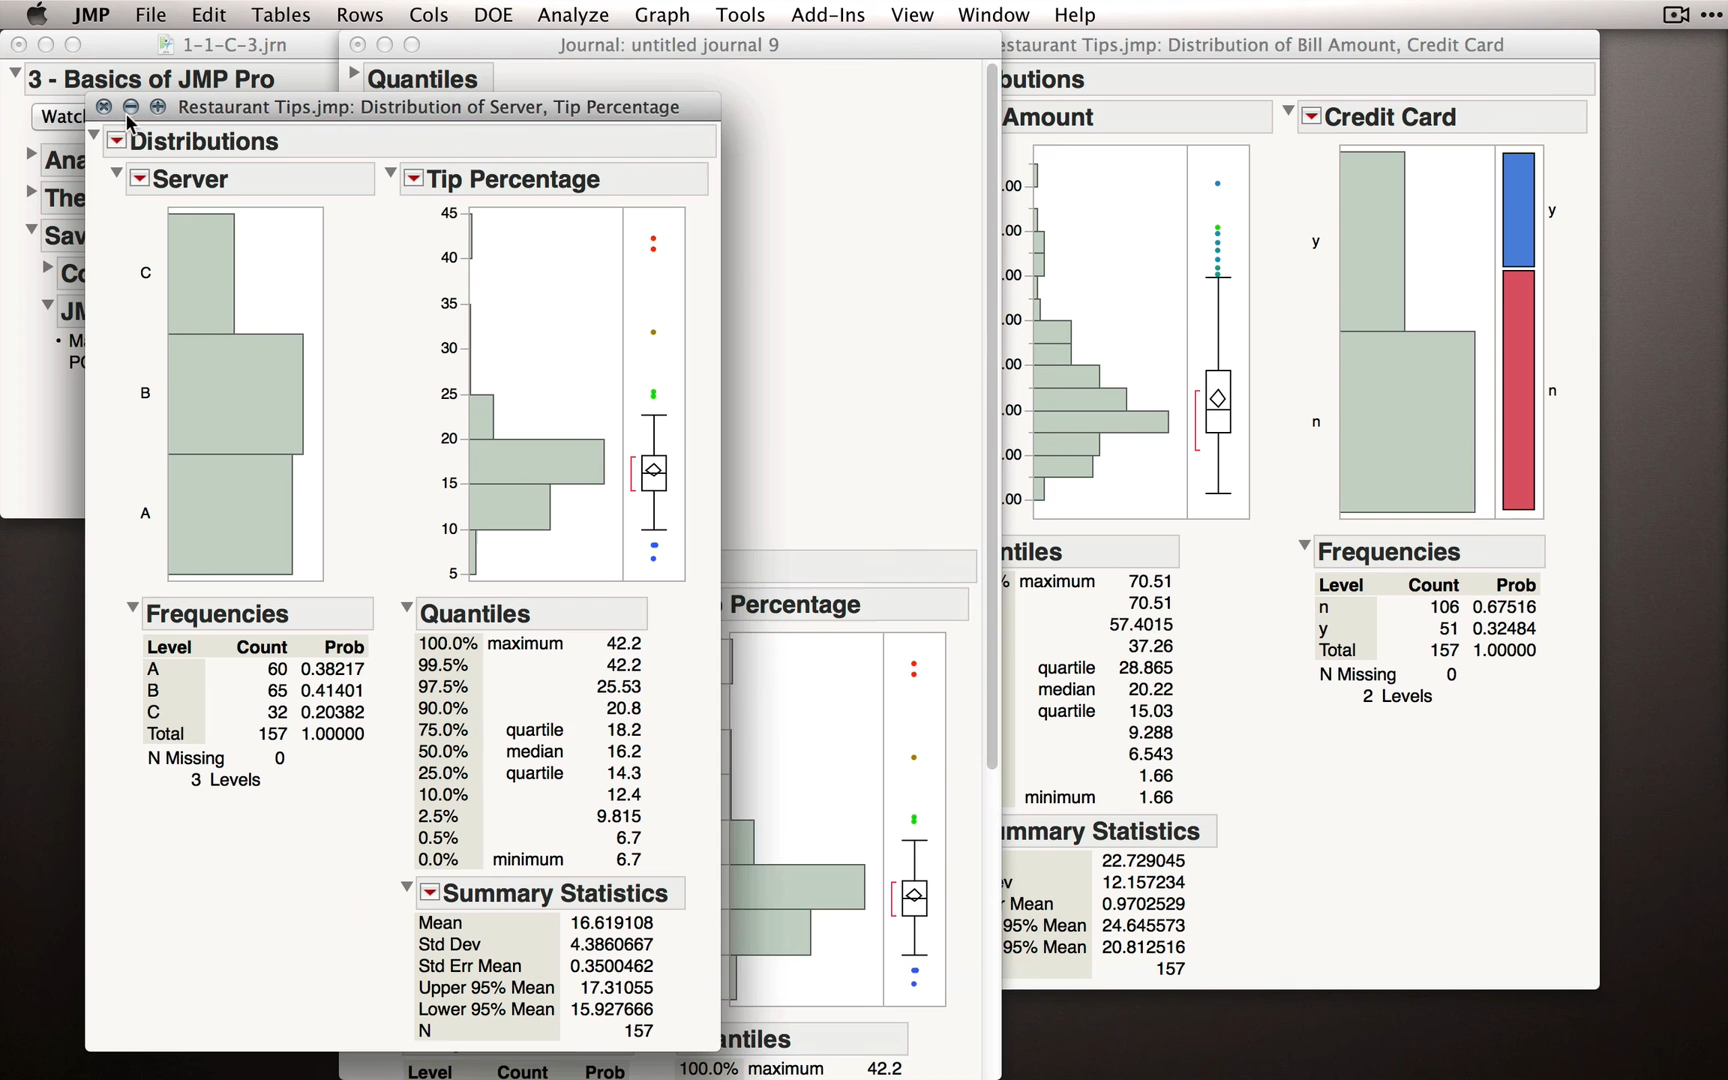 JMP File Edit Tables Rows Cols DOE Analyze Graph Tools Add-Ins View Window Help
1-1-C-3.jrn
3 - Basics of JMP Pro
Journal: untitled journal 9
Quantiles
Restaurant Tips.jmp: Distribution of Server, Tip Percentage
Distributions
Server
C
B
A
Frequencies
Level Count Prob
A 60 0.38217
B 65 0.41401
C 32 0.20382
Total 157 1.00000
N Missing 0
3 Levels
Tip Percentage
45
40
35
30
25
20
15
10
5
Quantiles
100.0% maximum 42.2
99.5% 42.2
97.5% 25.53
90.0% 20.8
75.0% quartile 18.2
50.0% median 16.2
25.0% quartile 14.3
10.0% 12.4
2.5% 9.815
0.5% 6.7
0.0% minimum 6.7
Summary Statistics
Mean 16.619108
Std Dev 4.3860667
Std Err Mean 0.3500462
Upper 95% Mean 17.31055
Lower 95% Mean 15.927666
N 157
Percentage
antiles
100.0% maximum 42.2
Level Count Prob
estaurant Tips.jmp: Distribution of Bill Amount, Credit Card
butions
Amount
.00
.00
.00
.00
.00
.00
.00
.00
ntiles
% maximum 70.51
70.51
57.4015
37.26
quartile 28.865
median 20.22
quartile 15.03
9.288
6.543
1.66
minimum 1.66
mmary Statistics
22.729045
ev 12.157234
r Mean 0.9702529
95% Mean 24.645573
95% Mean 20.812516
157
Credit Card
y
n
y
n
Frequencies
Level Count Prob
n 106 0.67516
y 51 0.32484
Total 157 1.00000
N Missing 0
2 Levels